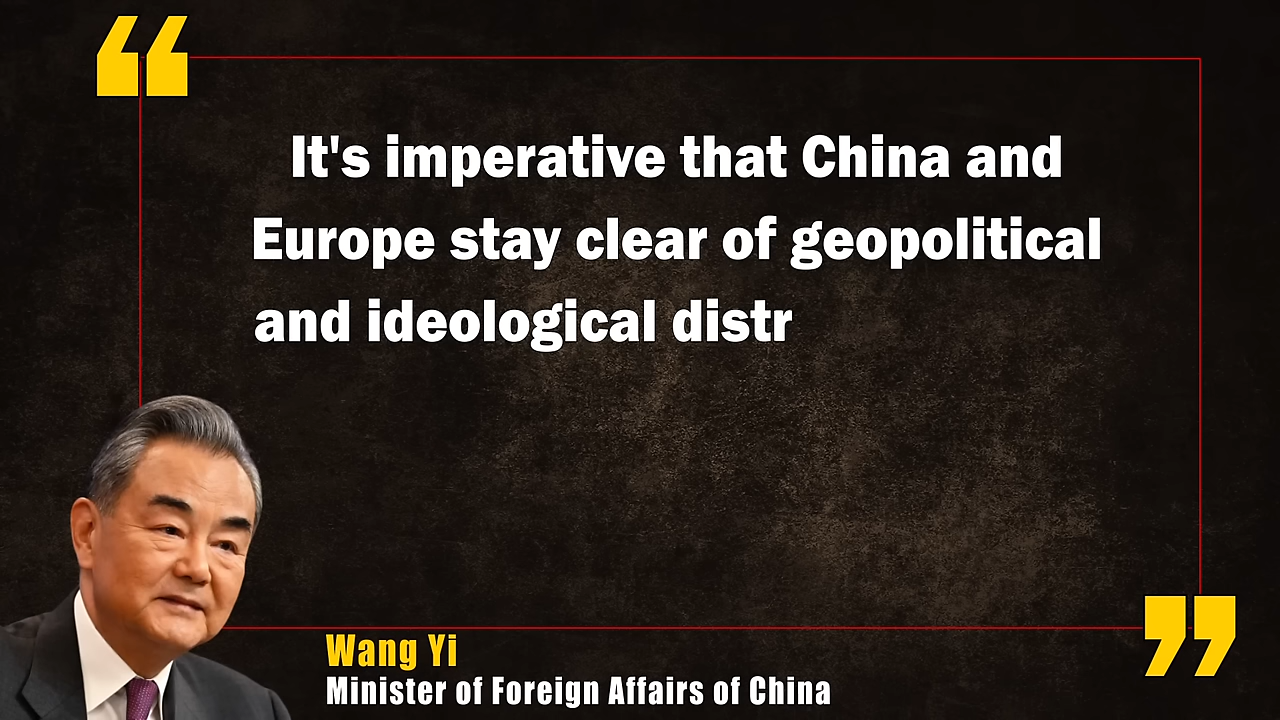 It's imperative that China and
Europe stay clear of geopolitical
and ideological distr
Wang Yi
Minister of Foreign Affairs of China